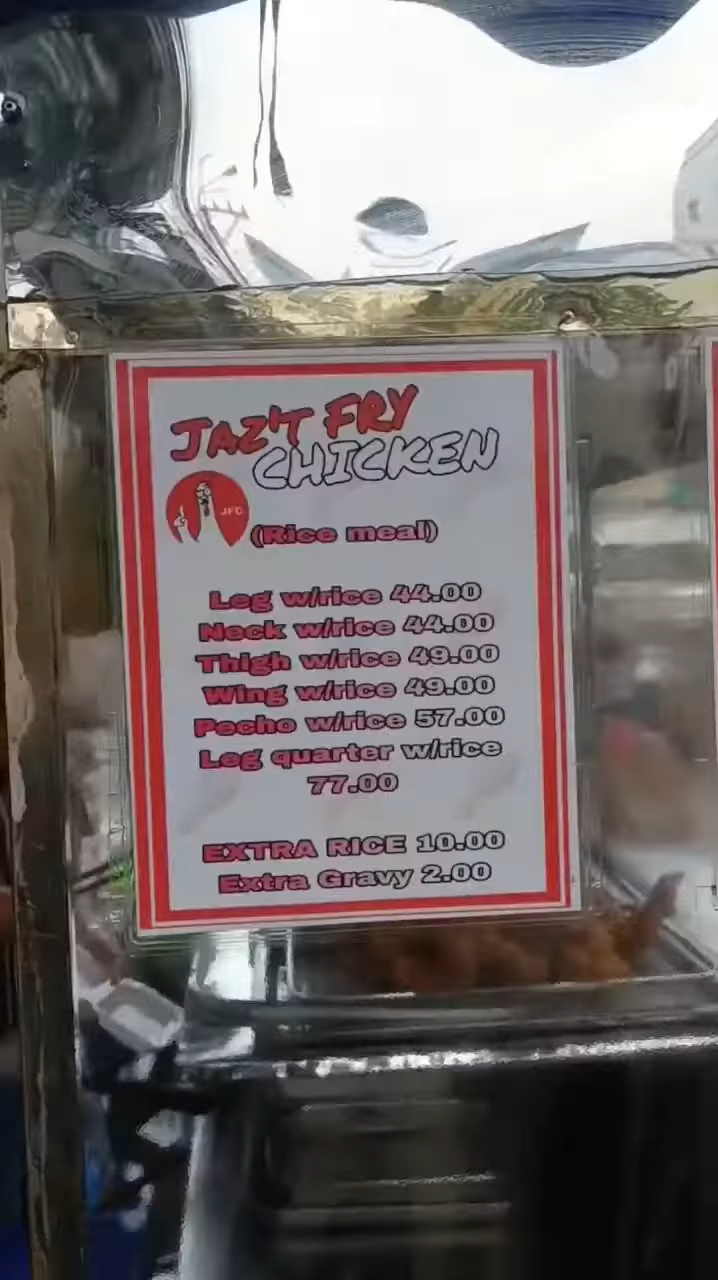 JAZ'T FRY
CHICKEN
JFC
(Rice meal)
Leg w/rice 44.00
Neck w/rice 44.00
Thigh w/rice 49.00
Wing w/rice 49.00
Pecho w/rice 57.00
Leg quarter w/rice
77.00
EXTRA RICE 10.00
Extra Gravy 2.00